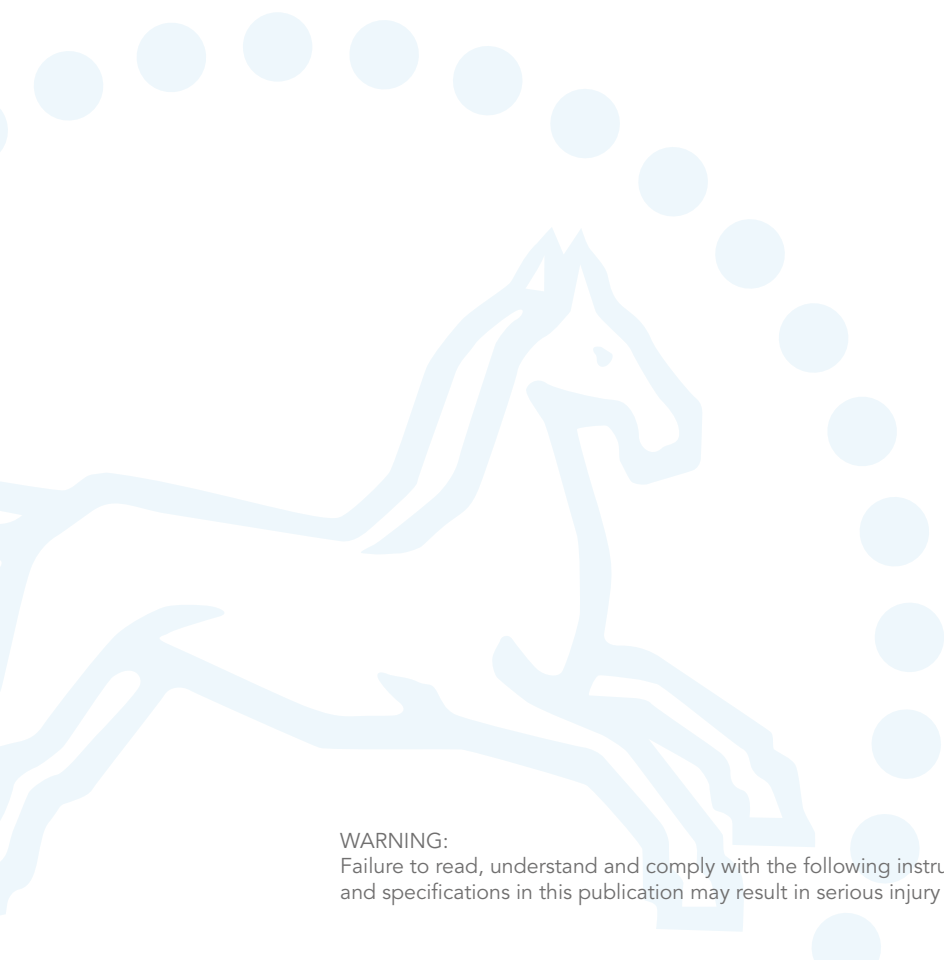 WARNING:
Failure to read, understand and comply with the following
and specifications in this publication may result in serious injury